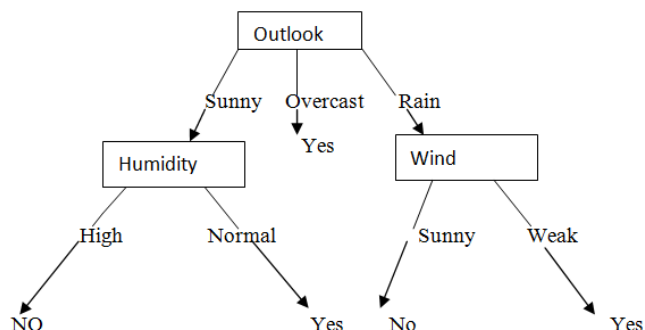 Outlook
Sunny Overcast Rain
Yes
Humidity Wind
High Normal Sunny Weak
NO Yes No Yes